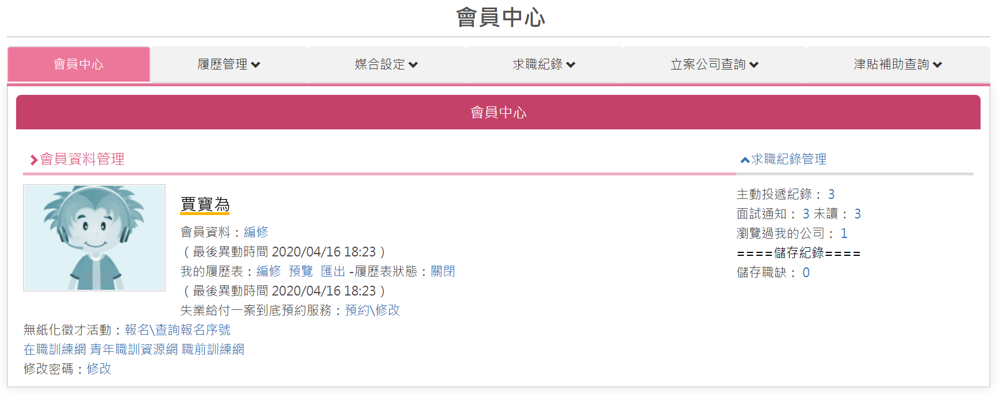 會員中心
會員中心 履歷管理 媒合設定 求職紀錄 立案公司查詢 津貼補助查詢
會員中心
會員資料管理
賈寶為
會員資料：編修
（最後異動時間 2020/04/16 18:23）
我的履歷表：編修 預覽 匯出 -履歷表狀態：關閉
（最後異動時間 2020/04/16 18:23）
失業給付一案到底預約服務：預約\修改
無紙化徵才活動：報名\查詢報名序號
在職訓練網 青年職訓資源網 職前訓練網
修改密碼：修改
求職紀錄管理
主動投遞紀錄： 3
面試通知： 3 未讀： 3
瀏覽過我的公司： 1
====儲存紀錄====
儲存職缺： 0